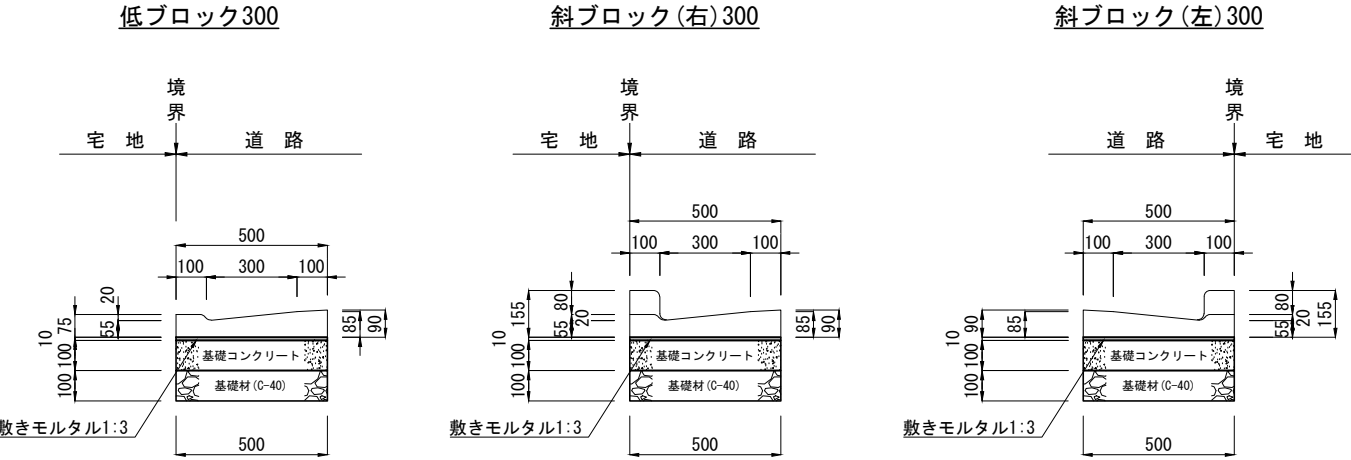 低ブロック300
境
界
宅 地
道 路
500
100 300 100
20
75
55
10
100
100
85
90
基礎コンクリート
基礎材(C-40)
敷きモルタル1:3
500
斜ブロック(右)300
境
界
宅 地
道 路
500
100 300 100
80
155
55
20
10
100
100
85
90
基礎コンクリート
基礎材(C-40)
敷きモルタル1:3
500
斜ブロック(左)300
境
界
道 路
宅 地
500
100 300 100
80
20
155
55
10
90
85
100
100
基礎コンクリート
基礎材(C-40)
敷きモルタル1:3
500